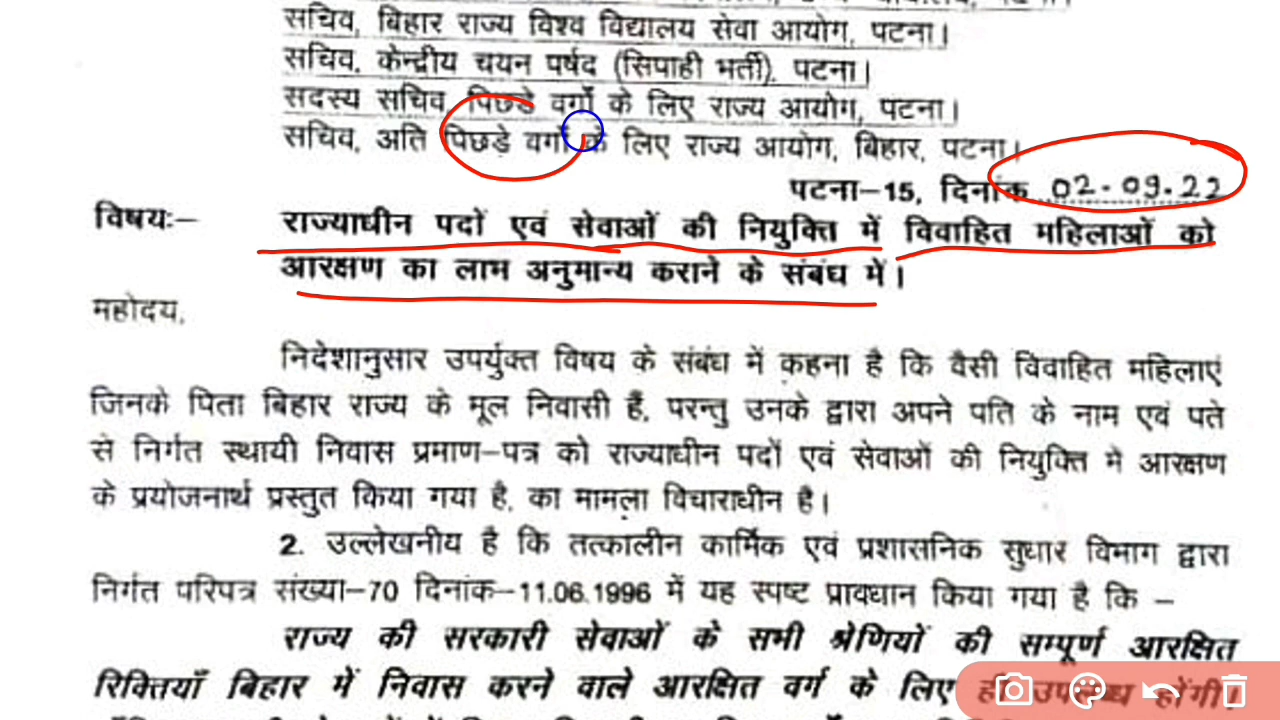 सचिव, बिहार राज्य विश्व विद्यालय सेवा आयोग, पटना।
सचिव, केन्द्रीय चयन पर्षद (सिपाही भर्ती), पटना।
सदस्य सचिव, पिछडे वर्गों के लिए राज्य आयोग, पटना।
सचिव, अति पिछडे वर्गों के लिए राज्य आयोग, बिहार, पटना।
पटना–15, दिनांक 02.09.22
विषयः– राज्याधीन पदों एवं सेवाओं की नियुक्ति में विवाहित महिलाओं को
आरक्षण का लाभ अनुमान्य कराने के संबंध में।
महोदय,
निदेशानुसार उपर्युक्त विषय के संबंध में कहना है कि वैसी विवाहित महिलाएं
जिनके पिता बिहार राज्य के मूल निवासी हैं, परन्तु उनके द्वारा अपने पति के नाम एवं पते
से निर्गत स्थायी निवास प्रमाण–पत्र को राज्याधीन पदों एवं सेवाओं की नियुक्ति में आरक्षण
के प्रयोजनार्थ प्रस्तुत किया गया है, का मामला विचाराधीन है।
2. उल्लेखनीय है कि तत्कालीन कार्मिक एवं प्रशासनिक सुधार विभाग द्वारा
निर्गत परिपत्र संख्या–70 दिनांक–11.06.1996 में यह स्पष्ट प्रावधान किया गया है कि –
राज्य की सरकारी सेवाओं के सभी श्रेणियों की सम्पूर्ण आरक्षित
रिक्तियाँ बिहार में निवास करने वाले आरक्षित वर्ग के लिए ही उपलब्ध होंगी।